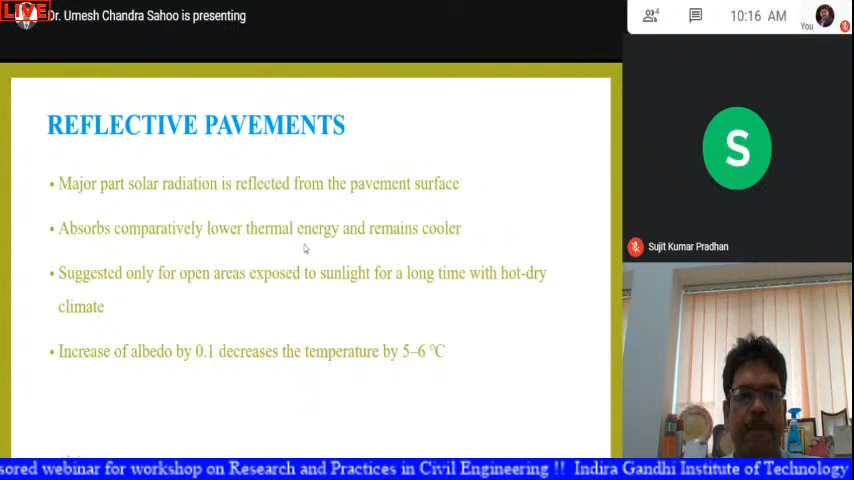 LIVE
Dr. Umesh Chandra Sahoo is presenting
4
10:16 AM
You
REFLECTIVE PAVEMENTS
• Major part solar radiation is reflected from the pavement surface
• Absorbs comparatively lower thermal energy and remains cooler
• Suggested only for open areas exposed to sunlight for a long time with hot-dry
climate
• Increase of albedo by 0.1 decreases the temperature by 5–6 °C
S
Sujit Kumar Pradhan
sored webinar for workshop on Research and Practices in Civil Engineering !! Indira Gandhi Institute of Technology